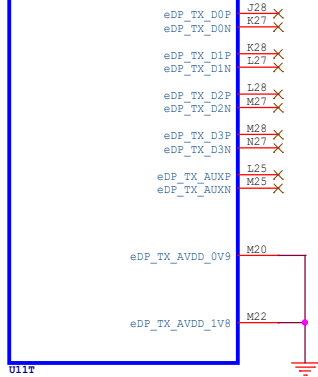 eDP_TX_D0P J28
eDP_TX_D0N K27
eDP_TX_D1P K28
eDP_TX_D1N L27
eDP_TX_D2P L28
eDP_TX_D2N M27
eDP_TX_D3P M28
eDP_TX_D3N N27
eDP_TX_AUXP L25
eDP_TX_AUXN M25
eDP_TX_AVDD_0V9 M20
eDP_TX_AVDD_1V8 M22
U11T